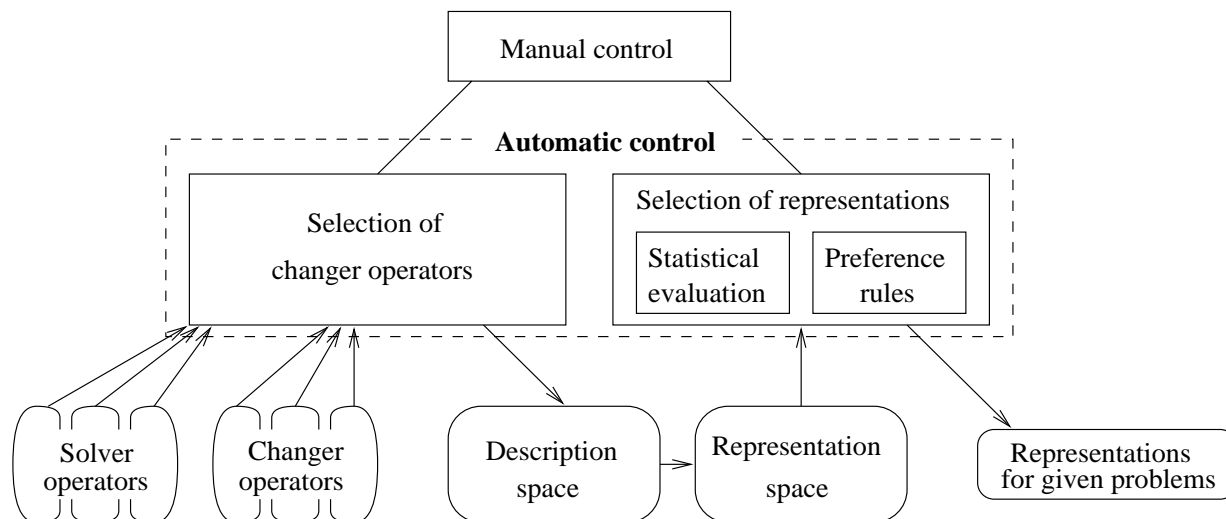 Manual control
Automatic control
Selection of
changer operators
Selection of representations
Statistical
evaluation
Preference
rules
Solver
operators
Changer
operators
Description
space
Representation
space
Representations
for given problems